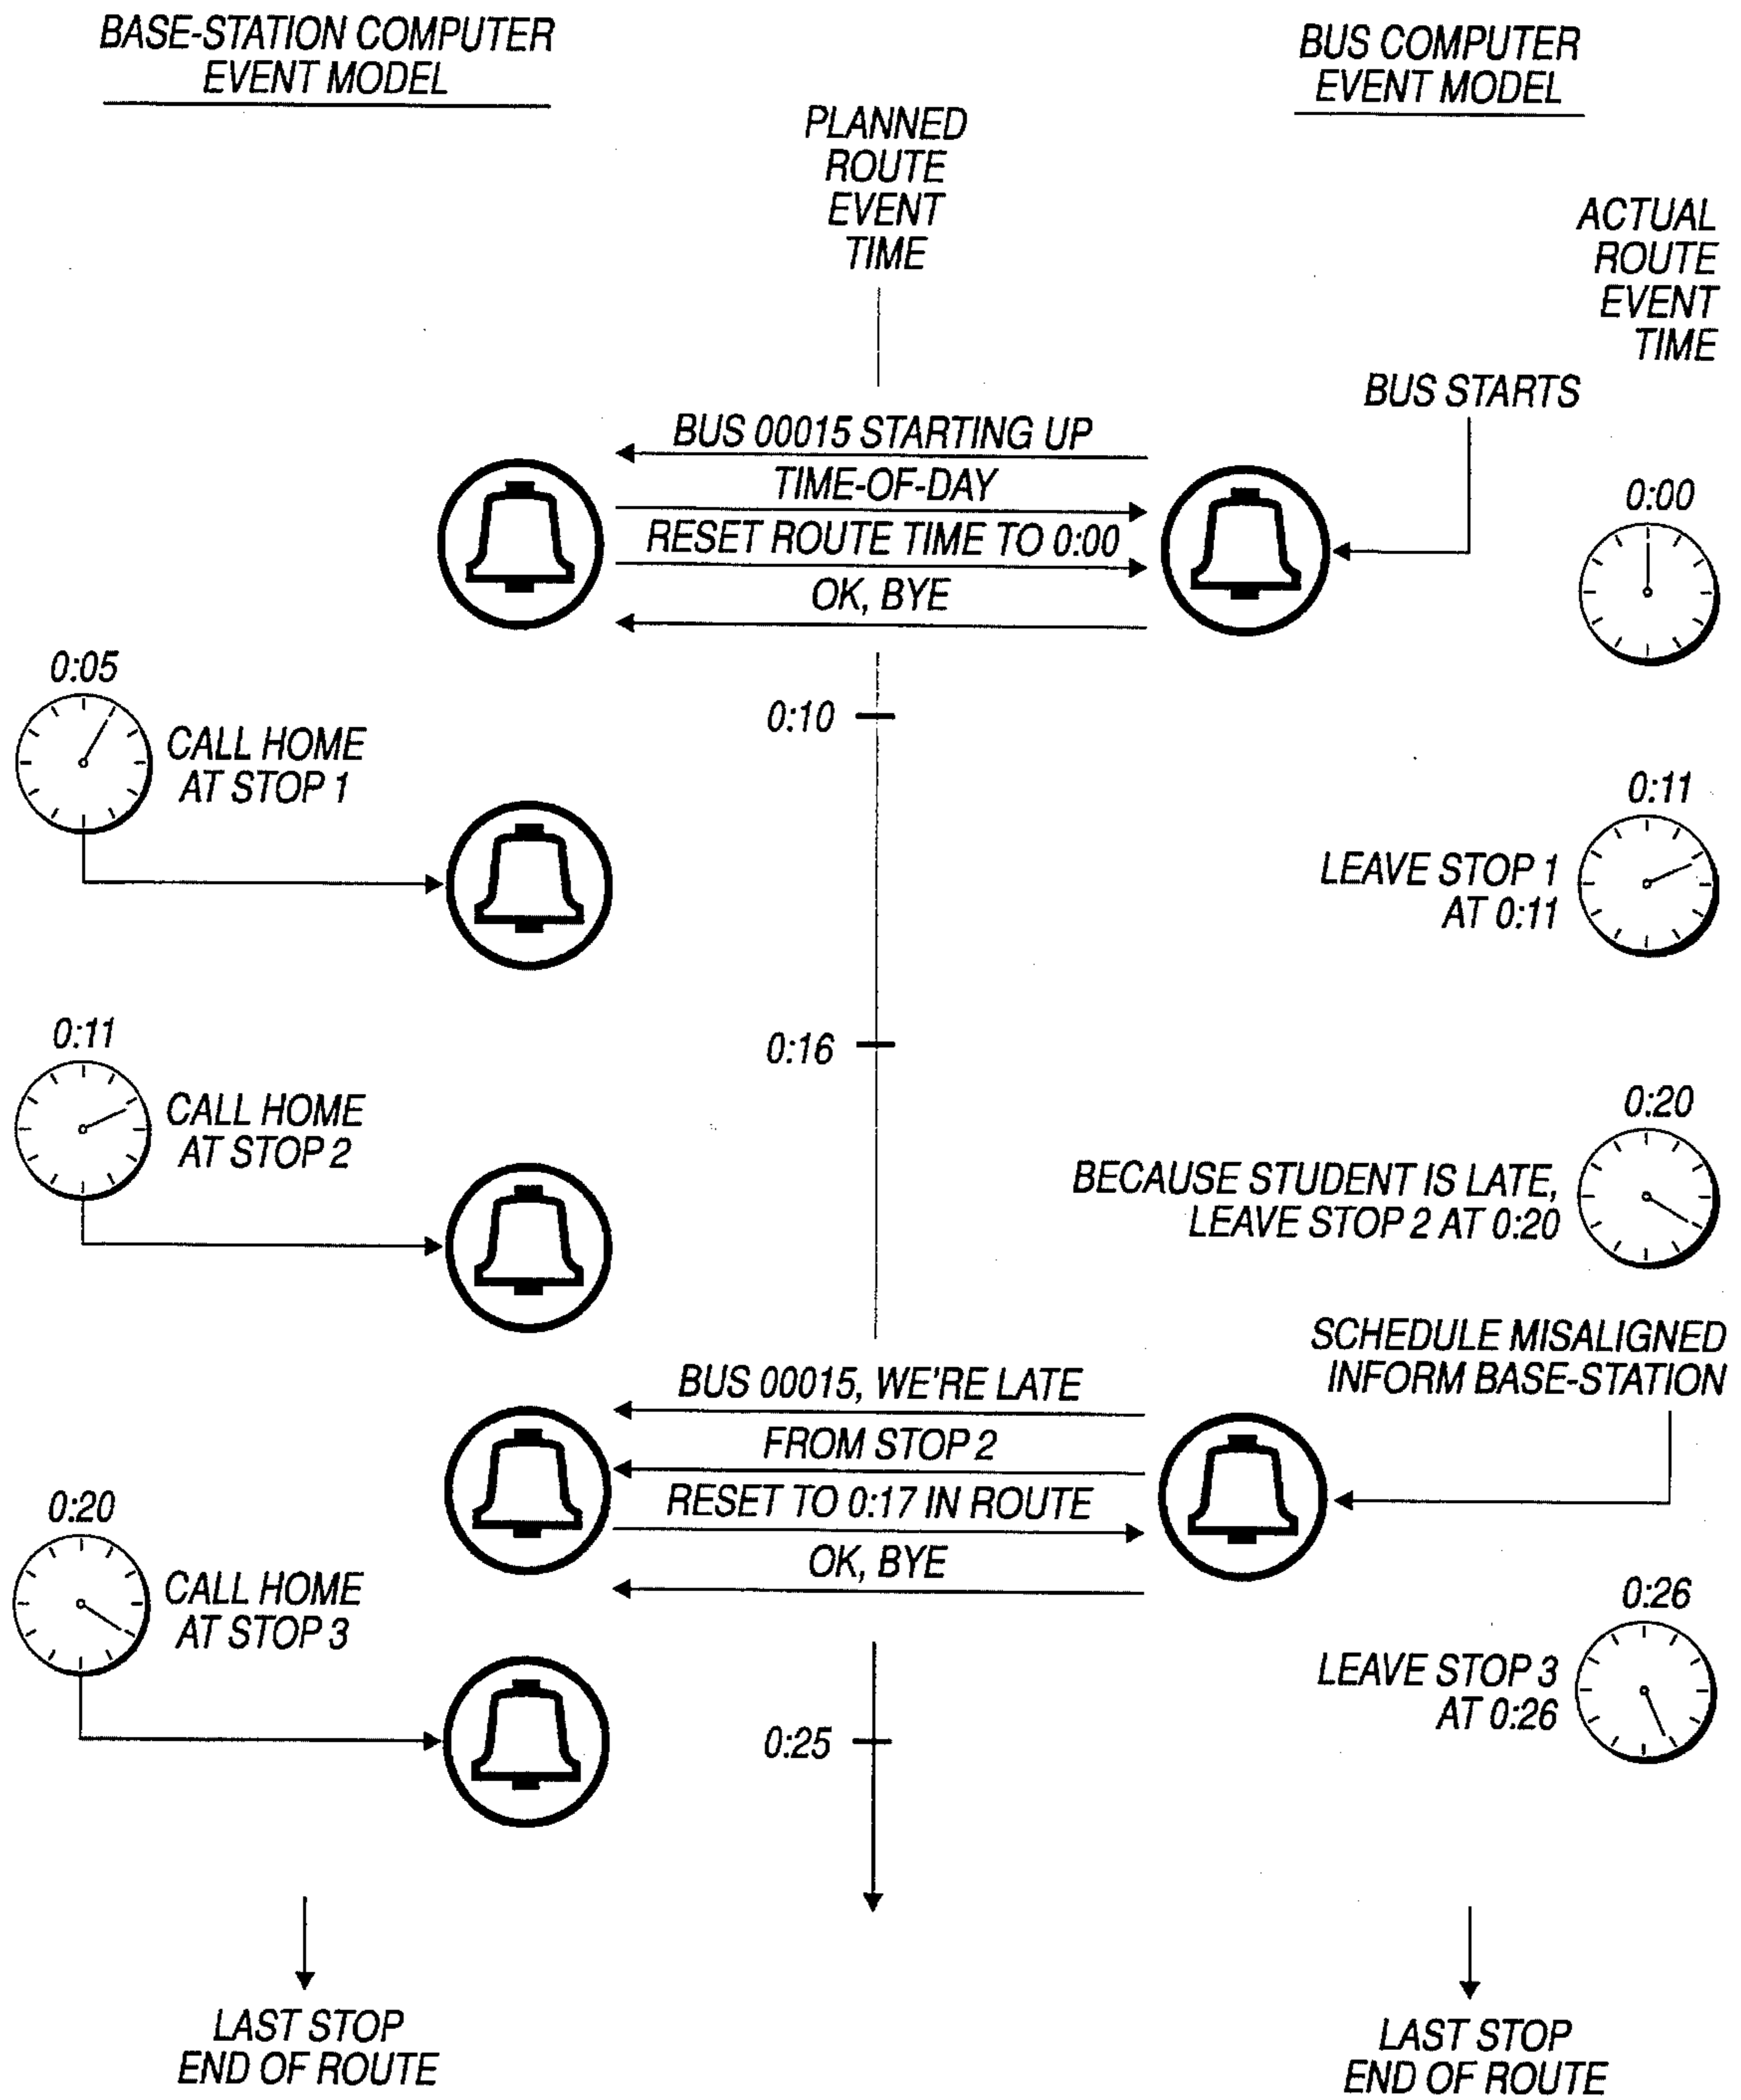 BASE-STATION COMPUTER
EVENT MODEL
BUS COMPUTER
EVENT MODEL
PLANNED
ROUTE
EVENT
TIME
ACTUAL
ROUTE
EVENT
TIME
BUS STARTS
BUS 00015 STARTING UP
TIME-OF-DAY
RESET ROUTE TIME TO 0:00
OK, BYE
0:00
0:05
CALL HOME
AT STOP 1
0:10
0:11
LEAVE STOP 1
AT 0:11
0:11
CALL HOME
AT STOP 2
0:16
0:20
BECAUSE STUDENT IS LATE,
LEAVE STOP 2 AT 0:20
SCHEDULE MISALIGNED
INFORM BASE-STATION
BUS 00015, WE'RE LATE
FROM STOP 2
RESET TO 0:17 IN ROUTE
OK, BYE
0:20
CALL HOME
AT STOP 3
0:26
LEAVE STOP 3
AT 0:26
0:25
LAST STOP
END OF ROUTE
LAST STOP
END OF ROUTE